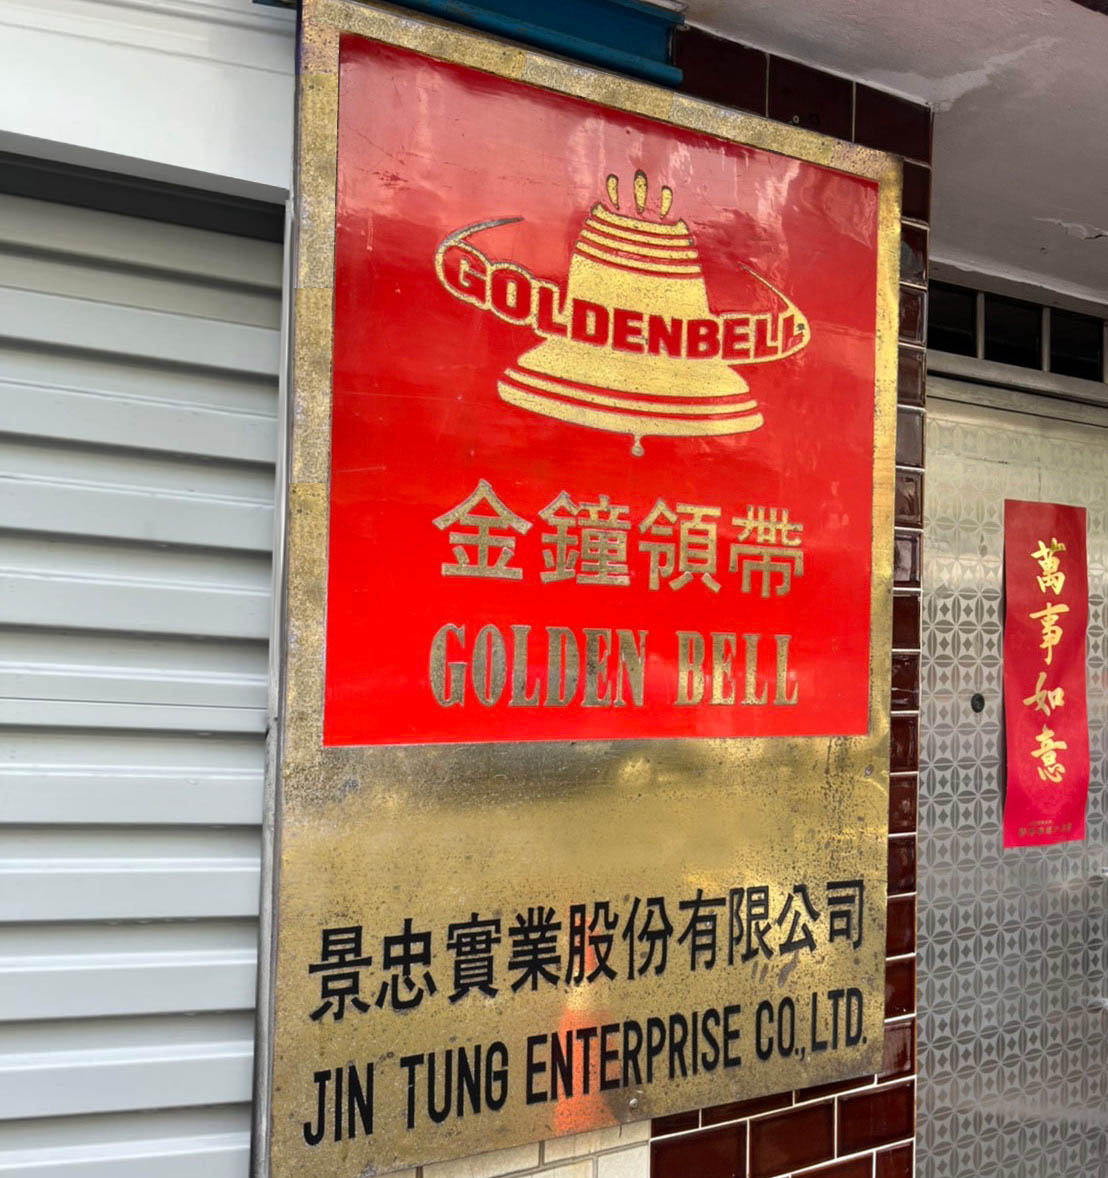 GOLDENBELL
金鐘領帶
GOLDEN BELL
景忠實業股份有限公司
JIN TUNG ENTERPRISE CO.,LTD.
萬事如意